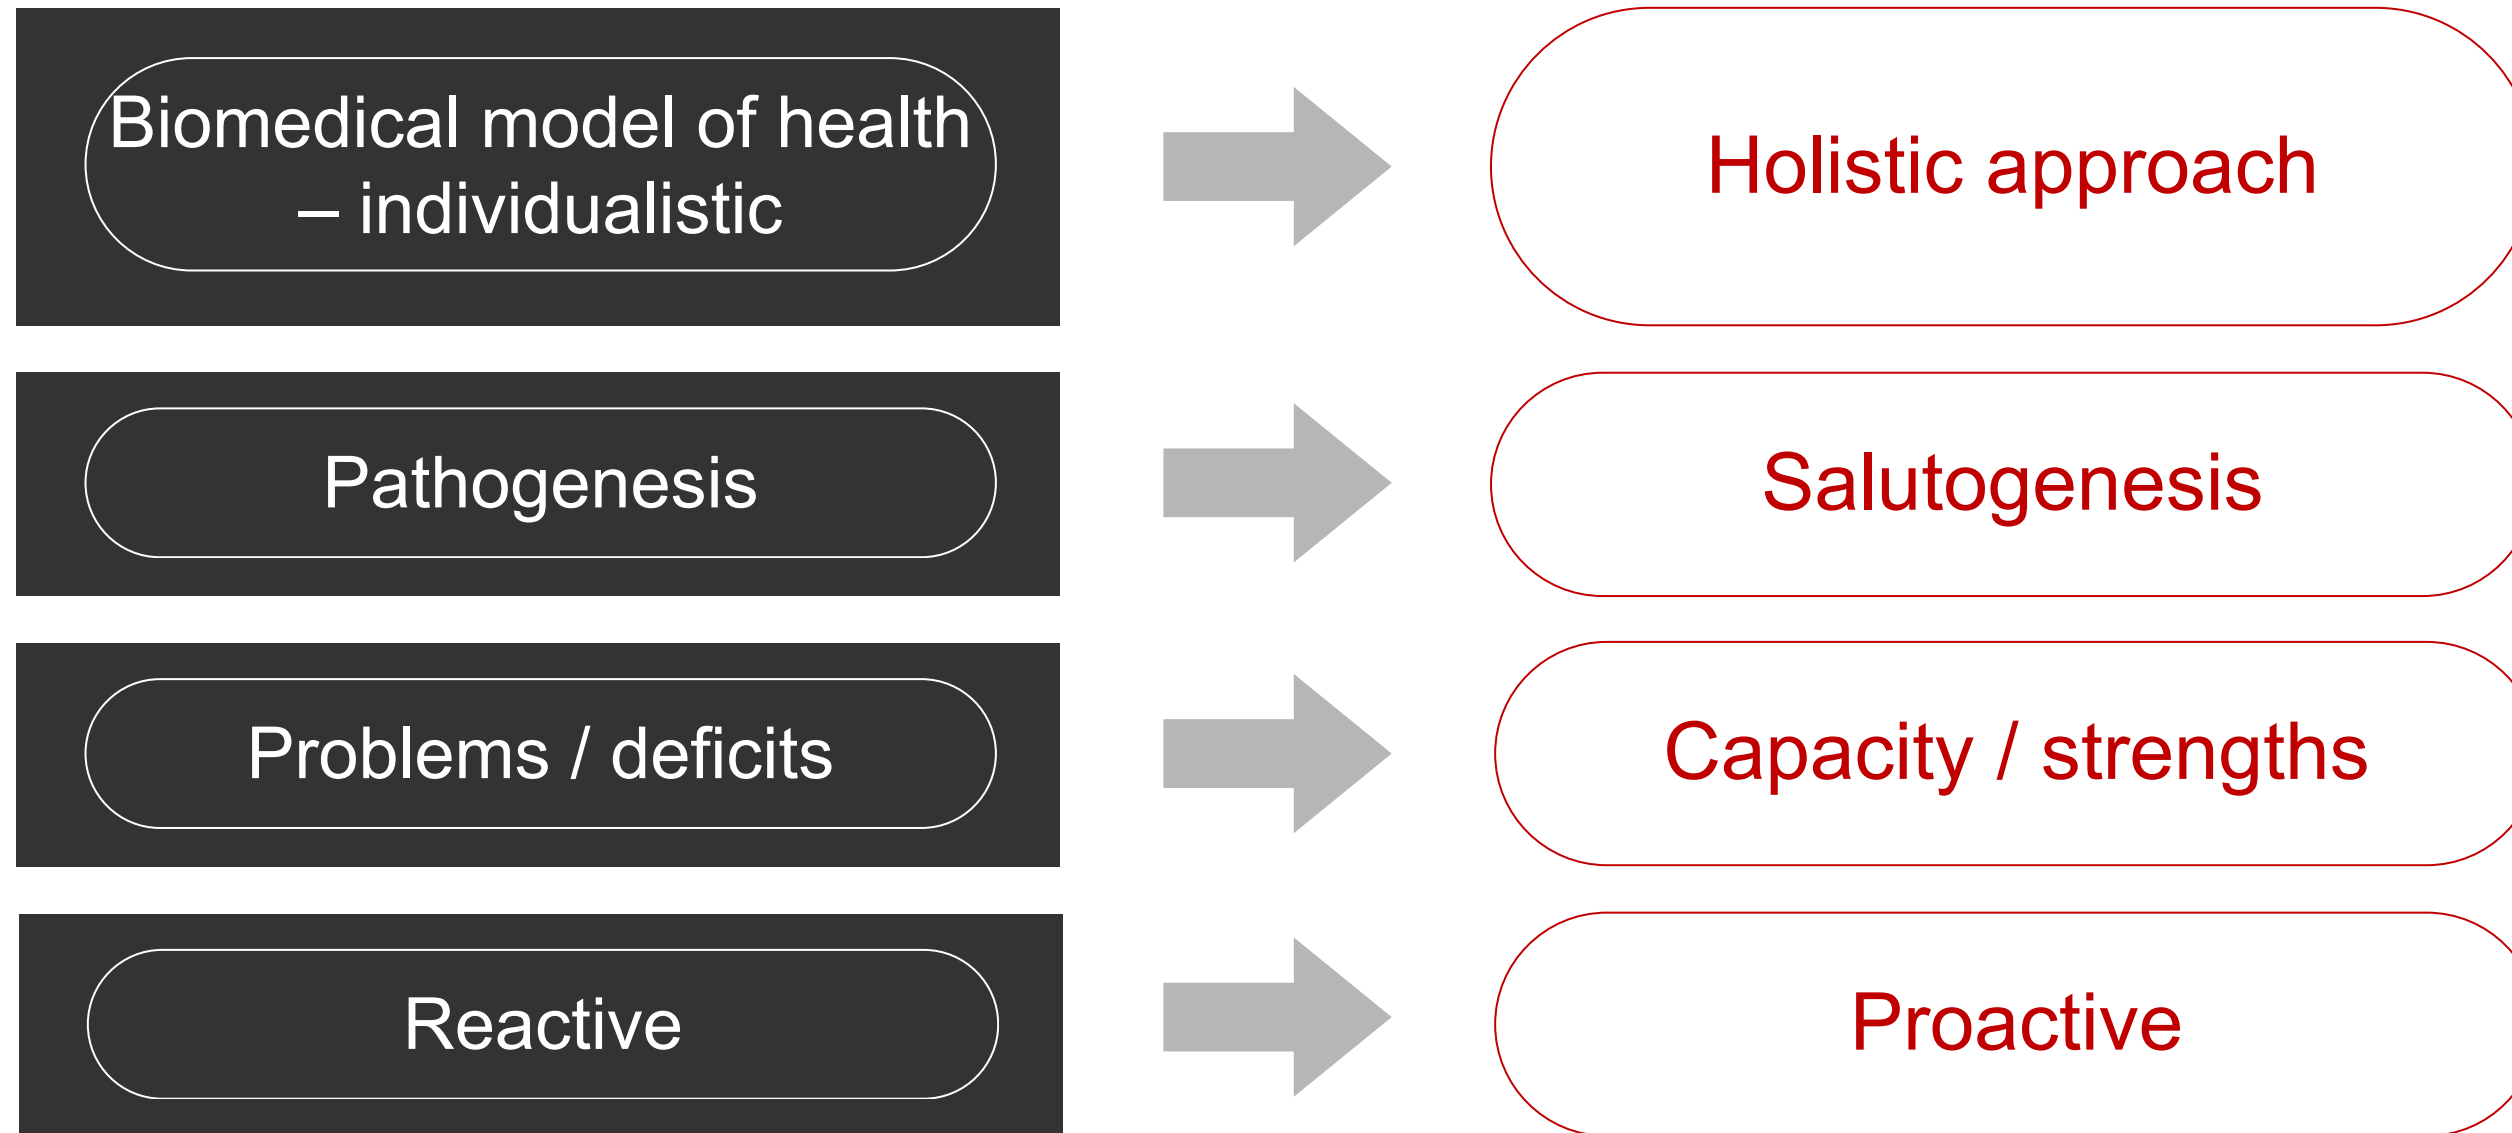 Biomedical model of health
– individualistic
Holistic approach
Pathogenesis
Salutogenesis
Problems / deficits
Capacity / strengths
Reactive
Proactive